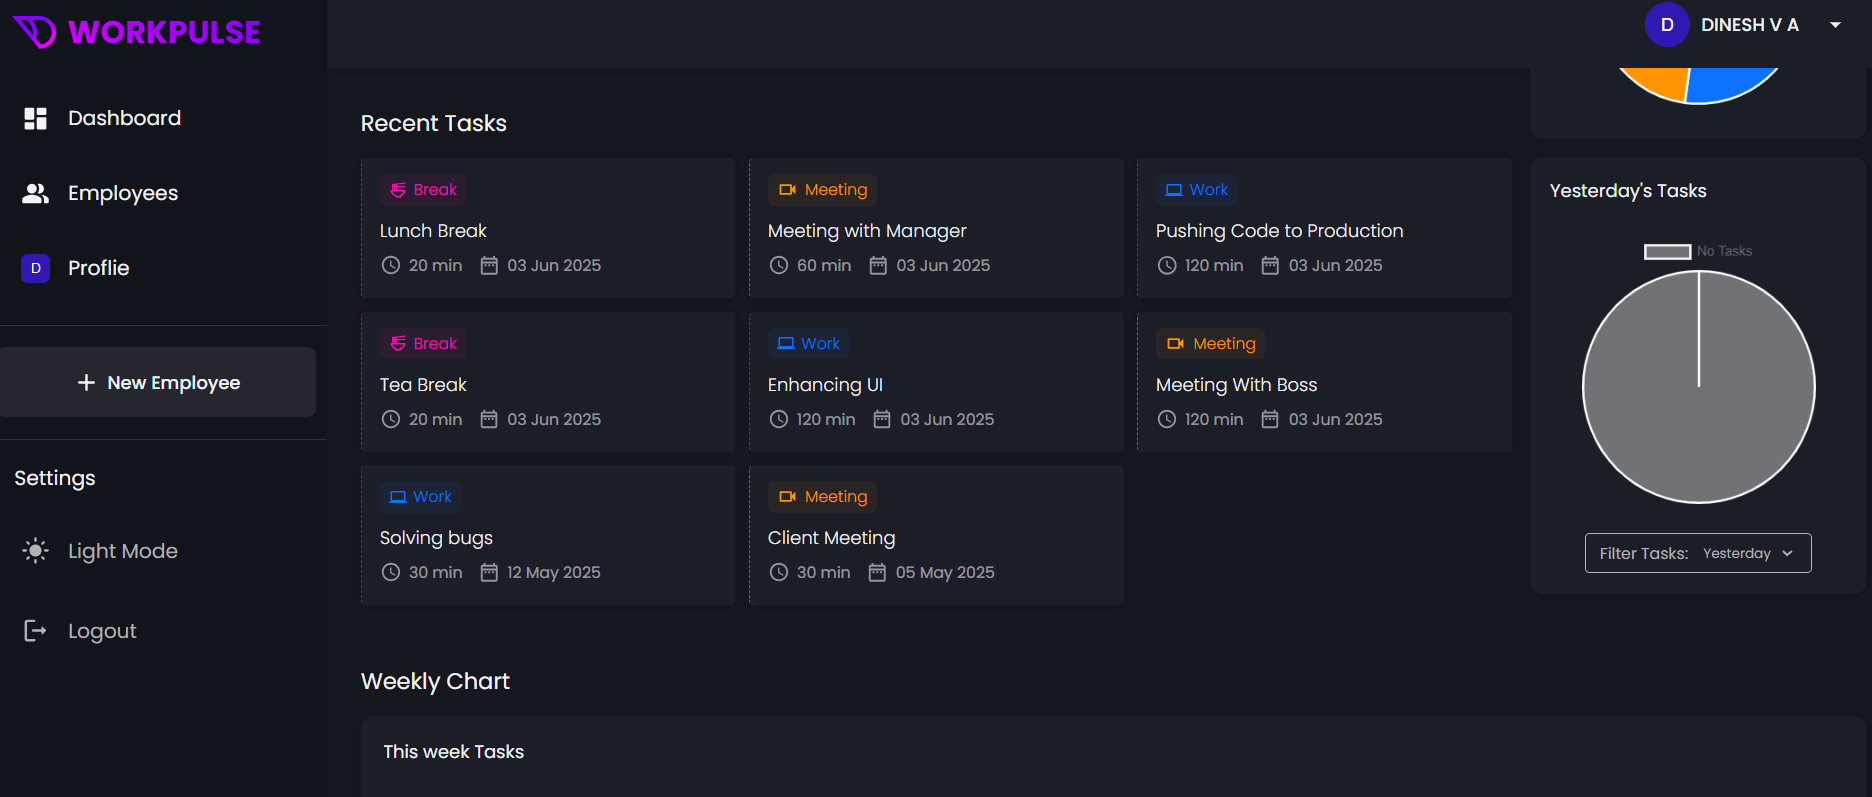 WORKPULSE
Dashboard
Employees
D Proflie
New Employee
Settings
Light Mode
Logout
D DINESH V A
Recent Tasks
Break
Lunch Break
20 min 03 Jun 2025
Meeting
Meeting with Manager
60 min 03 Jun 2025
Work
Pushing Code to Production
120 min 03 Jun 2025
Break
Tea Break
20 min 03 Jun 2025
Work
Enhancing UI
120 min 03 Jun 2025
Meeting
Meeting With Boss
120 min 03 Jun 2025
Work
Solving bugs
30 min 12 May 2025
Meeting
Client Meeting
30 min 05 May 2025
Yesterday's Tasks
No Tasks
Filter Tasks: Yesterday
Weekly Chart
This week Tasks